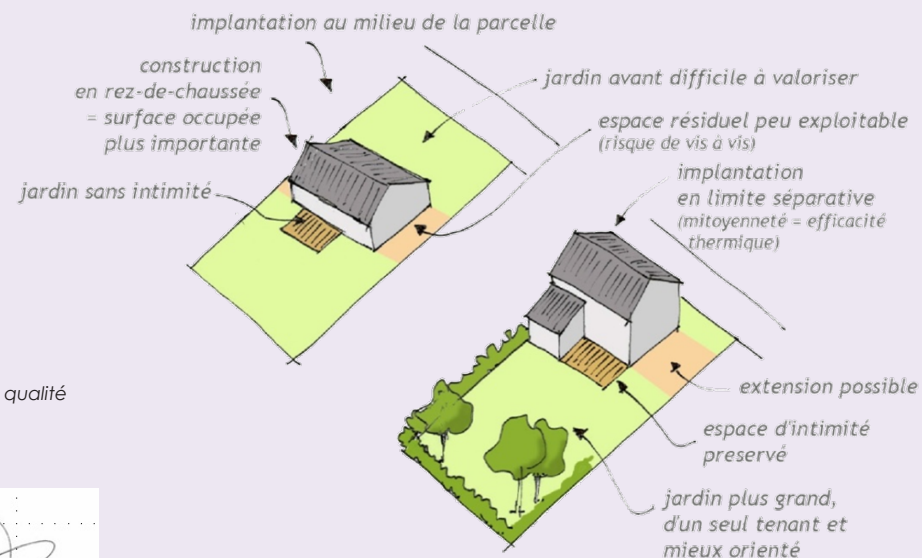 implantation au milieu de la parcelle
construction
en rez-de-chaussée
= surface occupée
plus importante
jardin avant difficile à valoriser
espace résiduel peu exploitable
(risque de vis à vis)
jardin sans intimité
implantation
en limite séparative
(mitoyenneté = efficacité
thermique)
qualité
extension possible
espace d'intimité
préservé
jardin plus grand,
d'un seul tenant et
mieux orienté